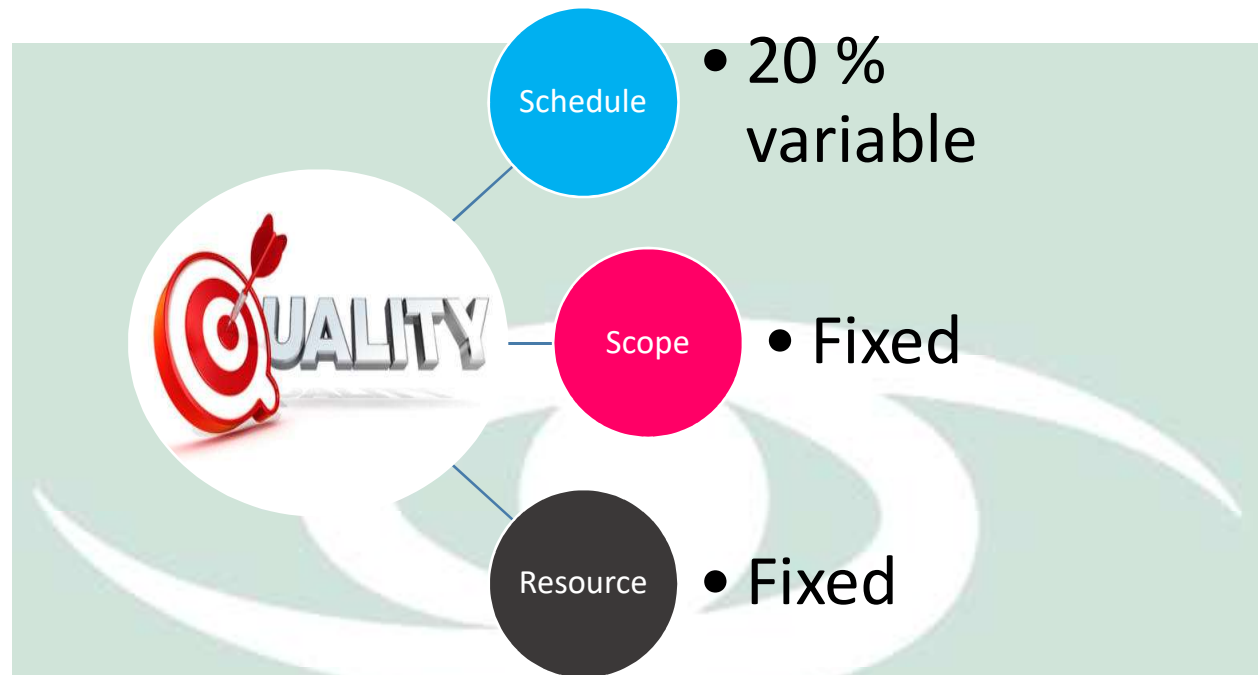 Schedule
• 20 %
variable
QUALITY
Scope
• Fixed
Resource
• Fixed